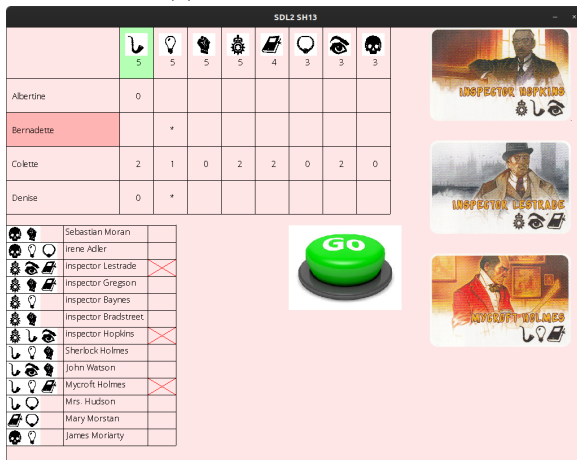 SDL2 SH13
5 5 5 5 4 3 3 3
Albertine 0
Bernadette *
Colette 2 1 0 2 2 0 2 0
Denise 0 *
Sebastian Moran
irene Adler
inspector Lestrade
inspector Gregson
inspector Baynes
inspector Bradstreet
inspector Hopkins
Sherlock Holmes
John Watson
Mycroft Holmes
Mrs. Hudson
Mary Morstan
James Moriarty
GO
INSPECTOR HOPKINS
INSPECTOR LESTRADE
MYCROFT HOLMES